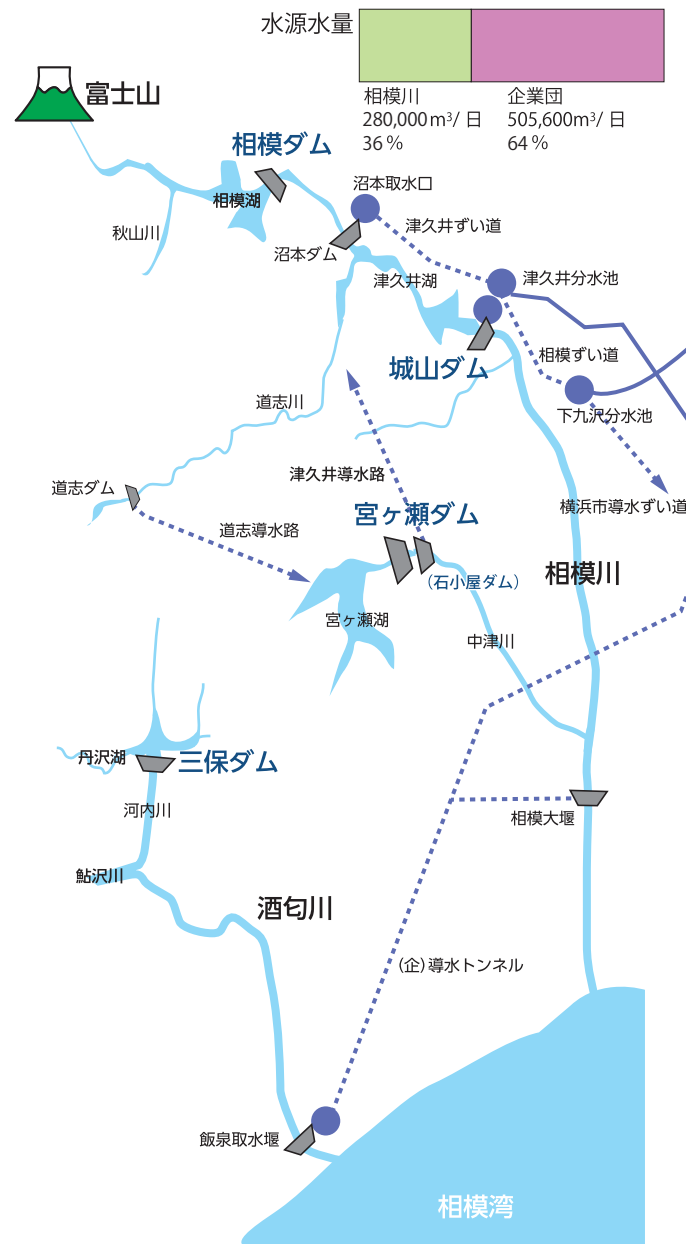 水源水量
相模川
280,000m³/日
36%
企業団
505,600m³/日
64%
富士山
相模ダム
沼本取水口
相模湖
津久井ずい道
秋山川
沼本ダム
津久井湖
津久井分水池
相模ずい道
城山ダム
道志川
下九沢分水池
津久井導水路
道志ダム
横浜市導水ずい道
宮ヶ瀬ダム
道志導水路
相模川
(石小屋ダム)
宮ヶ瀬湖
中津川
丹沢湖
三保ダム
河内川
相模大堰
鮎沢川
酒匂川
(企)導水トンネル
飯泉取水堰
相模湾